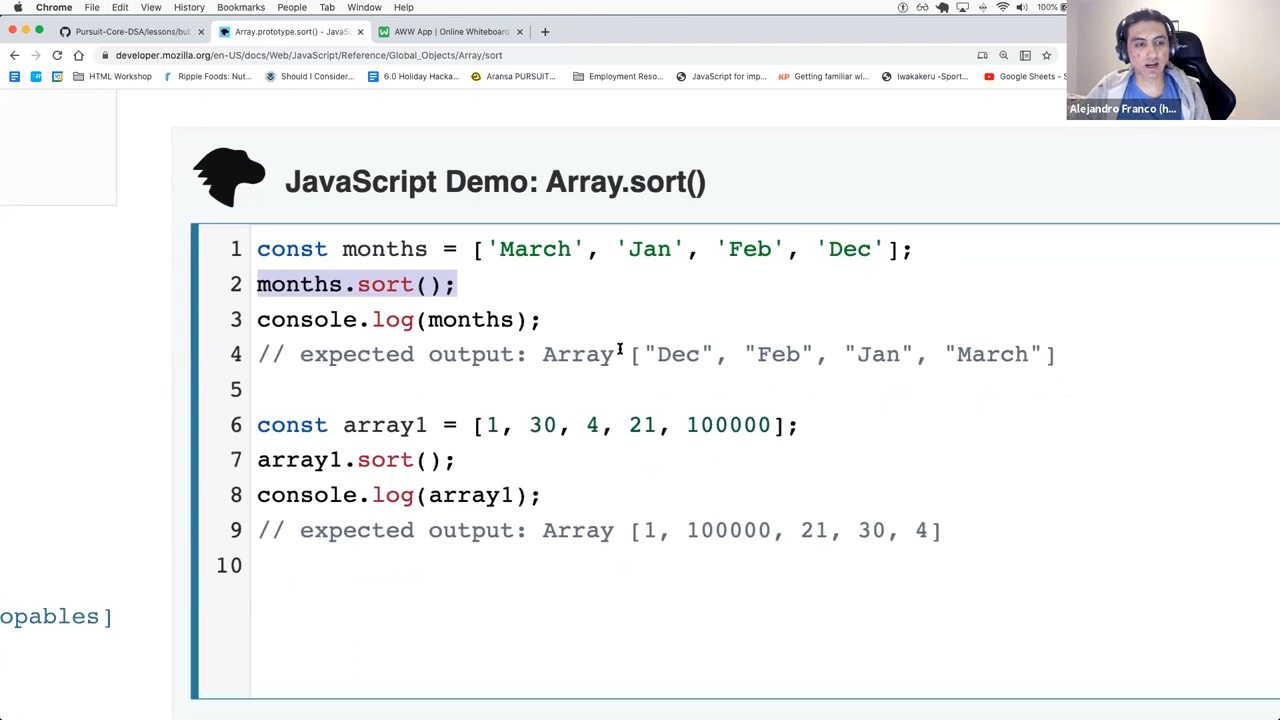 Chrome File Edit View History Bookmarks People Tab Window Help 100%
Pursuit-Core-DSA/lessons/bub Array.prototype.sort() - JavaSc AWW App | Online Whiteboard
developer.mozilla.org/en-US/docs/Web/JavaScript/Reference/Global_Objects/Array/sort
HTML Workshop Ripple Foods: Nut... Should I Consider... 6.0 Holiday Hacka... Aransa PURSUIT... Employment Reso... JavaScript for imp... KP Getting familiar wi... Iwakakeru -Sport... Google Sheets - S
Alejandro Franco (h...
JavaScript Demo: Array.sort()
1 const months = ['March', 'Jan', 'Feb', 'Dec'];
2 months.sort();
3 console.log(months);
4 // expected output: Array ["Dec", "Feb", "Jan", "March"]
5
6 const array1 = [1, 30, 4, 21, 100000];
7 array1.sort();
8 console.log(array1);
9 // expected output: Array [1, 100000, 21, 30, 4]
10
opables]